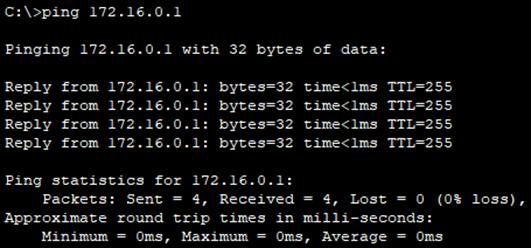 C:\>ping 172.16.0.1
Pinging 172.16.0.1 with 32 bytes of data:
Reply from 172.16.0.1: bytes=32 time<1ms TTL=255
Reply from 172.16.0.1: bytes=32 time<1ms TTL=255
Reply from 172.16.0.1: bytes=32 time<1ms TTL=255
Reply from 172.16.0.1: bytes=32 time<1ms TTL=255
Ping statistics for 172.16.0.1:
    Packets: Sent = 4, Received = 4, Lost = 0 (0% loss),
Approximate round trip times in milli-seconds:
    Minimum = 0ms, Maximum = 0ms, Average = 0ms